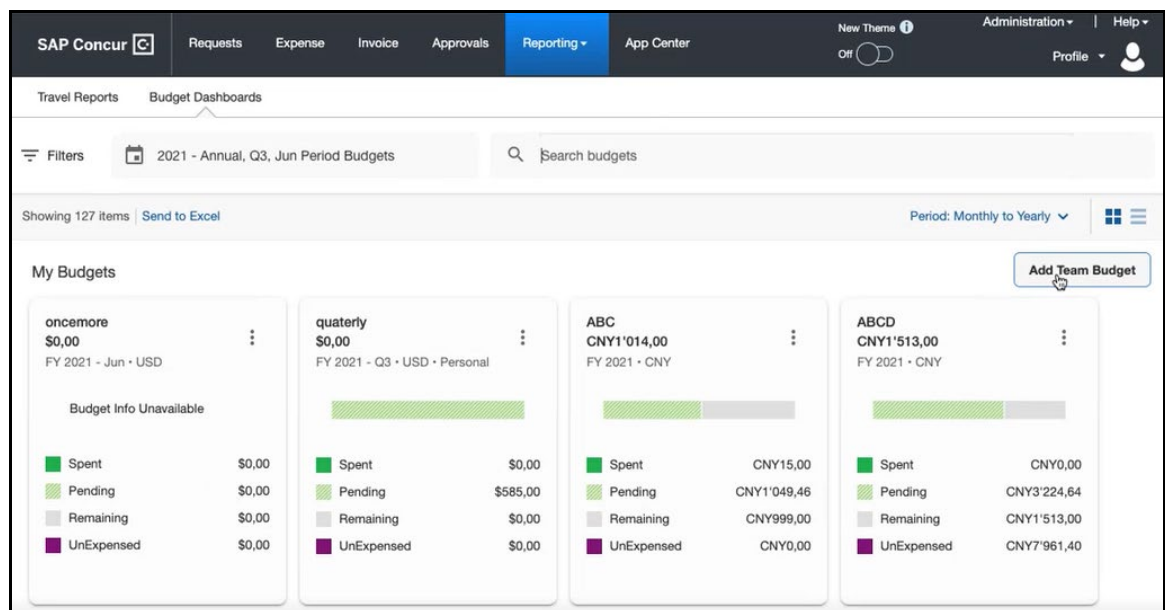 SAP Concur C
Requests
Expense
Invoice
Approvals
Reporting
App Center
New Theme i
Off
Administration
|
Help
Profile
Travel Reports
Budget Dashboards
Filters
2021 - Annual, Q3, Jun Period Budgets
Search budgets
Showing 127 items | Send to Excel
Period: Monthly to Yearly
My Budgets
Add Team Budget
oncemore
$0,00
FY 2021 - Jun • USD
Budget Info Unavailable
Spent $0,00
Pending $0,00
Remaining $0,00
UnExpensed $0,00
quaterly
$0,00
FY 2021 - Q3 • USD • Personal
Spent $0,00
Pending $585,00
Remaining $0,00
UnExpensed $0,00
ABC
CNY1'014,00
FY 2021 • CNY
Spent CNY15,00
Pending CNY1'049,46
Remaining CNY999,00
UnExpensed CNY0,00
ABCD
CNY1'513,00
FY 2021 • CNY
Spent CNY0,00
Pending CNY3'224,64
Remaining CNY1'513,00
UnExpensed CNY7'961,40